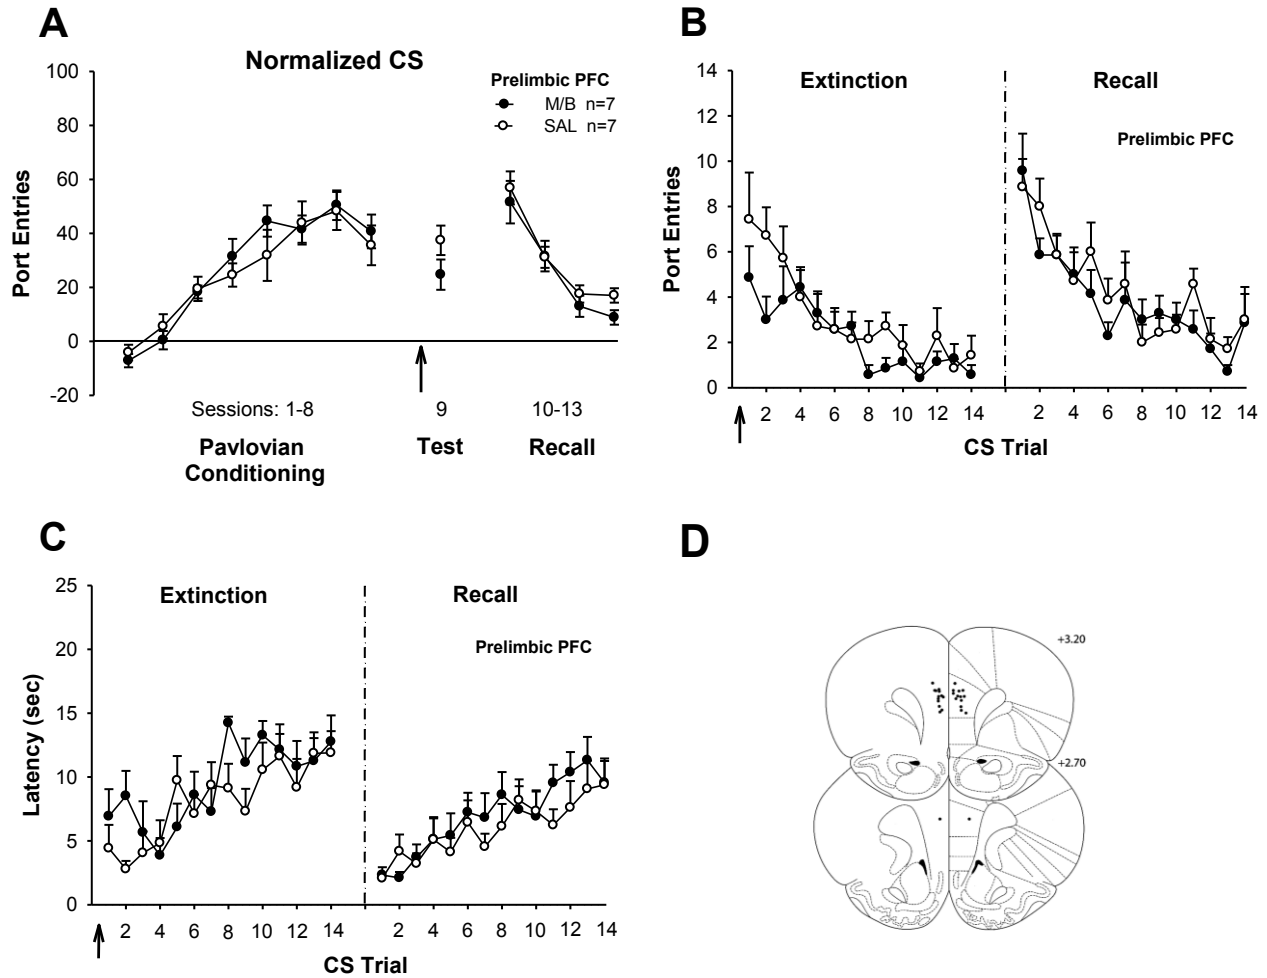 A
Normalized CS
Prelimbic PFC
M/B n=7
SAL n=7
Port Entries
100
80
60
40
20
0
-20
Sessions: 1-8
9
10-13
Pavlovian
Conditioning
Test
Recall
B
Extinction
Recall
Prelimbic PFC
Port Entries
14
12
10
8
6
4
2
0
2 4 6 8 10 12 14
2 4 6 8 10 12 14
CS Trial
C
Extinction
Recall
Prelimbic PFC
Latency (sec)
25
20
15
10
5
0
2 4 6 8 10 12 14
2 4 6 8 10 12 14
CS Trial
D
+3.20
+2.70